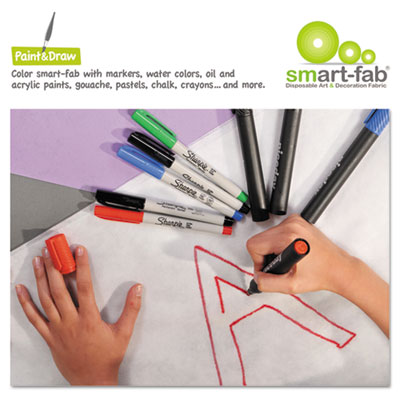 Paint&Draw
Color smart-fab with markers, water colors, oil and
acrylic paints, gouache, pastels, chalk, crayons... and more.
smart-fab®
Disposable Art & Decoration Fabric
Sharpie
Sharpie
Sharpie
Sharpie
A